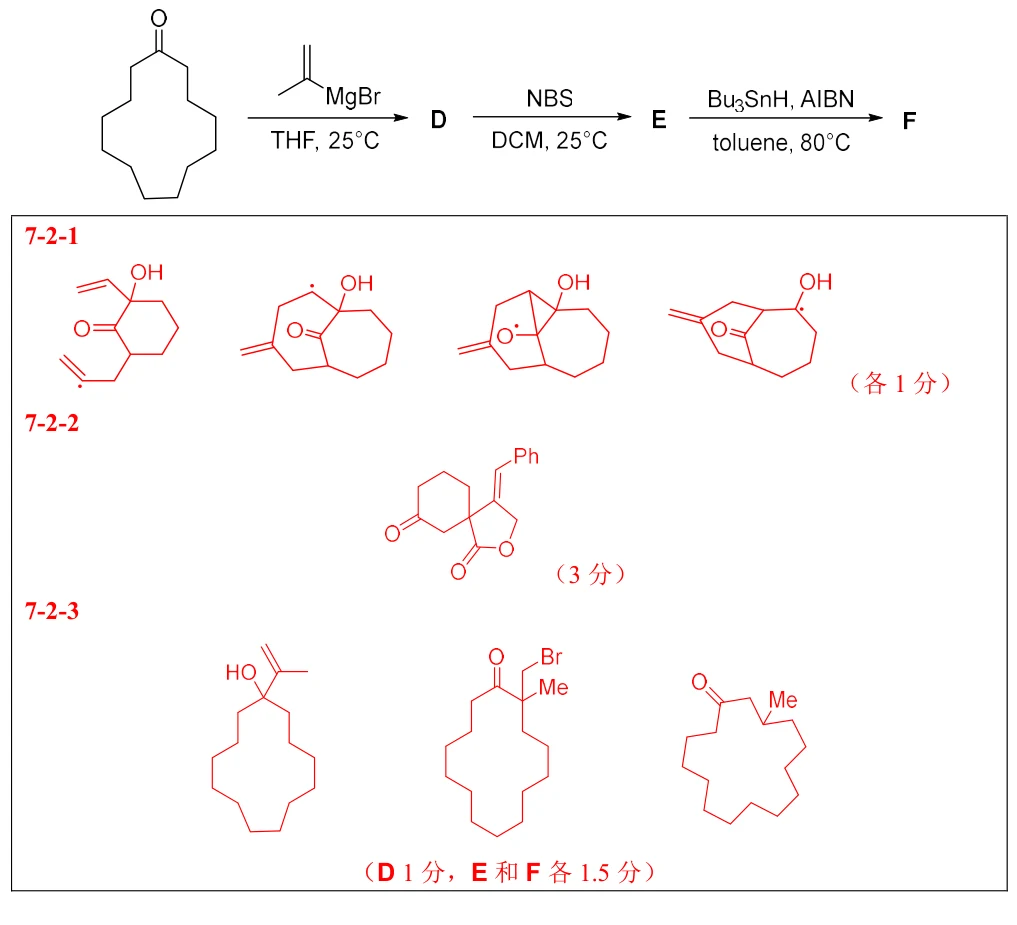 O
MgBr
THF, 25°C
D
NBS
DCM, 25°C
E
Bu₃SnH, AIBN
toluene, 80°C
F
7-2-1
OH
O
OH
O
OH
O
OH
O
（各 1 分）
7-2-2
Ph
O
O
O
（3 分）
7-2-3
HO
O
Br
Me
O
Me
（D 1 分，E 和 F 各 1.5 分）